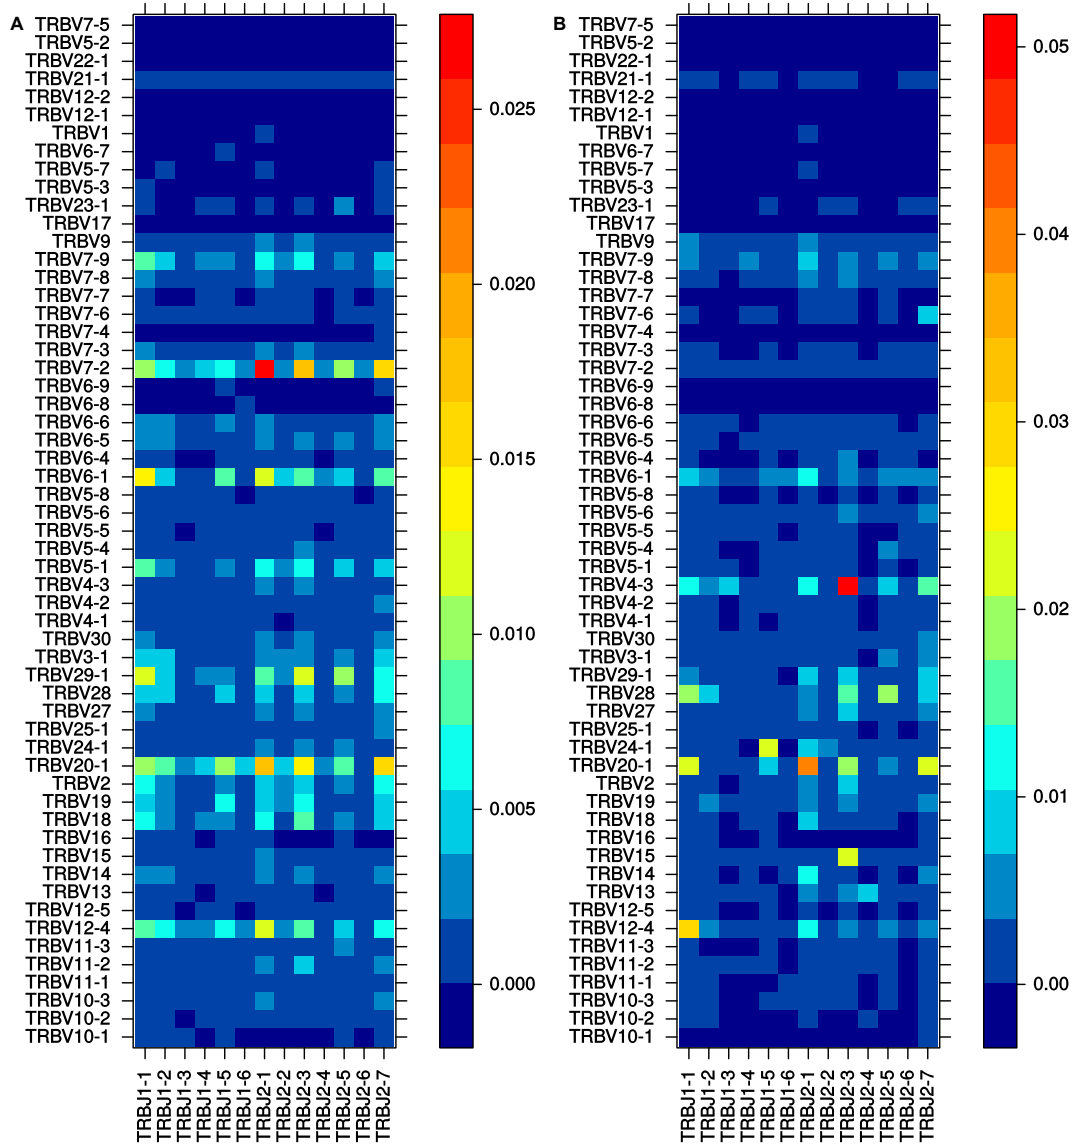 A
TRBV7-5
TRBV5-2
TRBV22-1
TRBV21-1
TRBV12-2
TRBV12-1
TRBV1
TRBV6-7
TRBV5-7
TRBV5-3
TRBV23-1
TRBV17
TRBV9
TRBV7-9
TRBV7-8
TRBV7-7
TRBV7-6
TRBV7-4
TRBV7-3
TRBV7-2
TRBV6-9
TRBV6-8
TRBV6-6
TRBV6-5
TRBV6-4
TRBV6-1
TRBV5-8
TRBV5-6
TRBV5-5
TRBV5-4
TRBV5-1
TRBV4-3
TRBV4-2
TRBV4-1
TRBV30
TRBV3-1
TRBV29-1
TRBV28
TRBV27
TRBV25-1
TRBV24-1
TRBV20-1
TRBV2
TRBV19
TRBV18
TRBV16
TRBV15
TRBV14
TRBV13
TRBV12-5
TRBV12-4
TRBV11-3
TRBV11-2
TRBV11-1
TRBV10-3
TRBV10-2
TRBV10-1
TRBJ1-1
TRBJ1-2
TRBJ1-3
TRBJ1-4
TRBJ1-5
TRBJ1-6
TRBJ2-1
TRBJ2-2
TRBJ2-3
TRBJ2-4
TRBJ2-5
TRBJ2-6
TRBJ2-7
0.025
0.020
0.015
0.010
0.005
0.000
B
TRBV7-5
TRBV5-2
TRBV22-1
TRBV21-1
TRBV12-2
TRBV12-1
TRBV1
TRBV6-7
TRBV5-7
TRBV5-3
TRBV23-1
TRBV17
TRBV9
TRBV7-9
TRBV7-8
TRBV7-7
TRBV7-6
TRBV7-4
TRBV7-3
TRBV7-2
TRBV6-9
TRBV6-8
TRBV6-6
TRBV6-5
TRBV6-4
TRBV6-1
TRBV5-8
TRBV5-6
TRBV5-5
TRBV5-4
TRBV5-1
TRBV4-3
TRBV4-2
TRBV4-1
TRBV30
TRBV3-1
TRBV29-1
TRBV28
TRBV27
TRBV25-1
TRBV24-1
TRBV20-1
TRBV2
TRBV19
TRBV18
TRBV16
TRBV15
TRBV14
TRBV13
TRBV12-5
TRBV12-4
TRBV11-3
TRBV11-2
TRBV11-1
TRBV10-3
TRBV10-2
TRBV10-1
TRBJ1-1
TRBJ1-2
TRBJ1-3
TRBJ1-4
TRBJ1-5
TRBJ1-6
TRBJ2-1
TRBJ2-2
TRBJ2-3
TRBJ2-4
TRBJ2-5
TRBJ2-6
TRBJ2-7
0.05
0.04
0.03
0.02
0.01
0.00